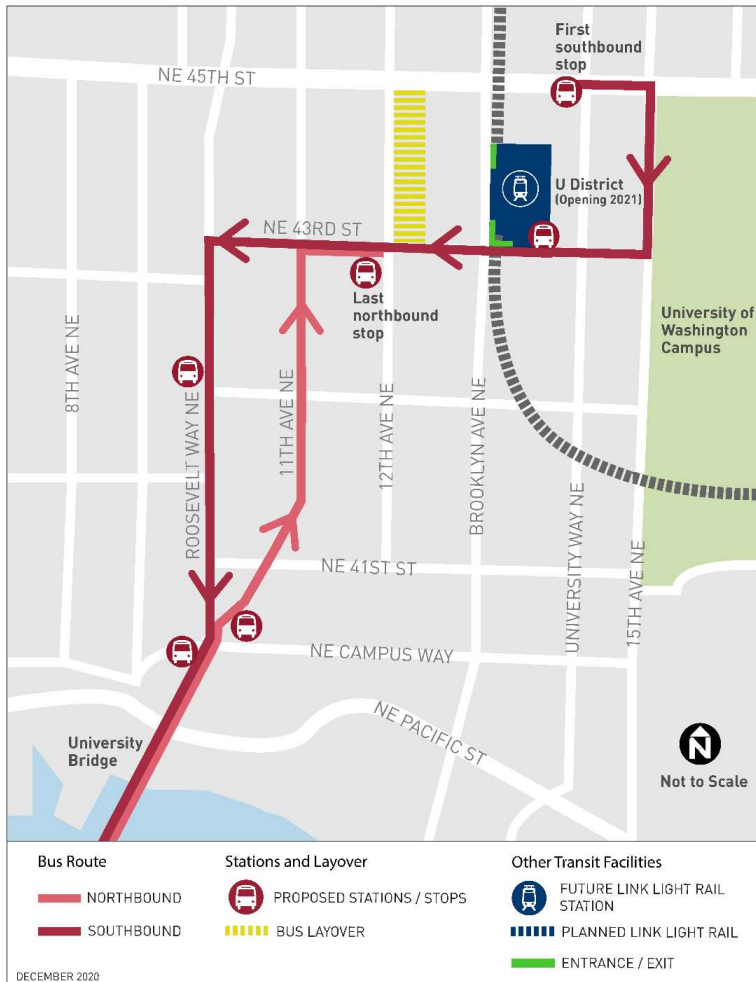 First
southbound
stop
NE 45TH ST
U District
(Opening 2021)
NE 43RD ST
Last
northbound
stop
University of
Washington
Campus
8TH AVE NE
ROOSEVELT WAY NE
11TH AVE NE
12TH AVE NE
BROOKLYN AVE NE
UNIVERSITY WAY NE
15TH AVE NE
NE 41ST ST
NE CAMPUS WAY
NE PACIFIC ST
University
Bridge
N
Not to Scale
Bus Route
NORTHBOUND
SOUTHBOUND
Stations and Layover
PROPOSED STATIONS / STOPS
BUS LAYOVER
Other Transit Facilities
FUTURE LINK LIGHT RAIL
STATION
PLANNED LINK LIGHT RAIL
ENTRANCE / EXIT
DECEMBER 2020